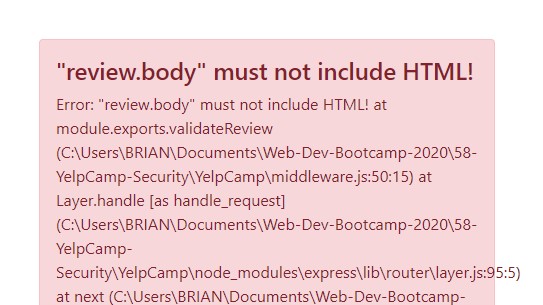 "review.body" must not include HTML!
Error: "review.body" must not include HTML! at
module.exports.validateReview
(C:\Users\BRIAN\Documents\Web-Dev-Bootcamp-2020\58-
YelpCamp-Security\YelpCamp\middleware.js:50:15) at
Layer.handle [as handle_request]
(C:\Users\BRIAN\Documents\Web-Dev-Bootcamp-2020\58-
YelpCamp-
Security\YelpCamp\node_modules\express\lib\router\layer.js:95:5)
at next (C:\Users\BRIAN\Documents\Web-Dev-Bootcamp-